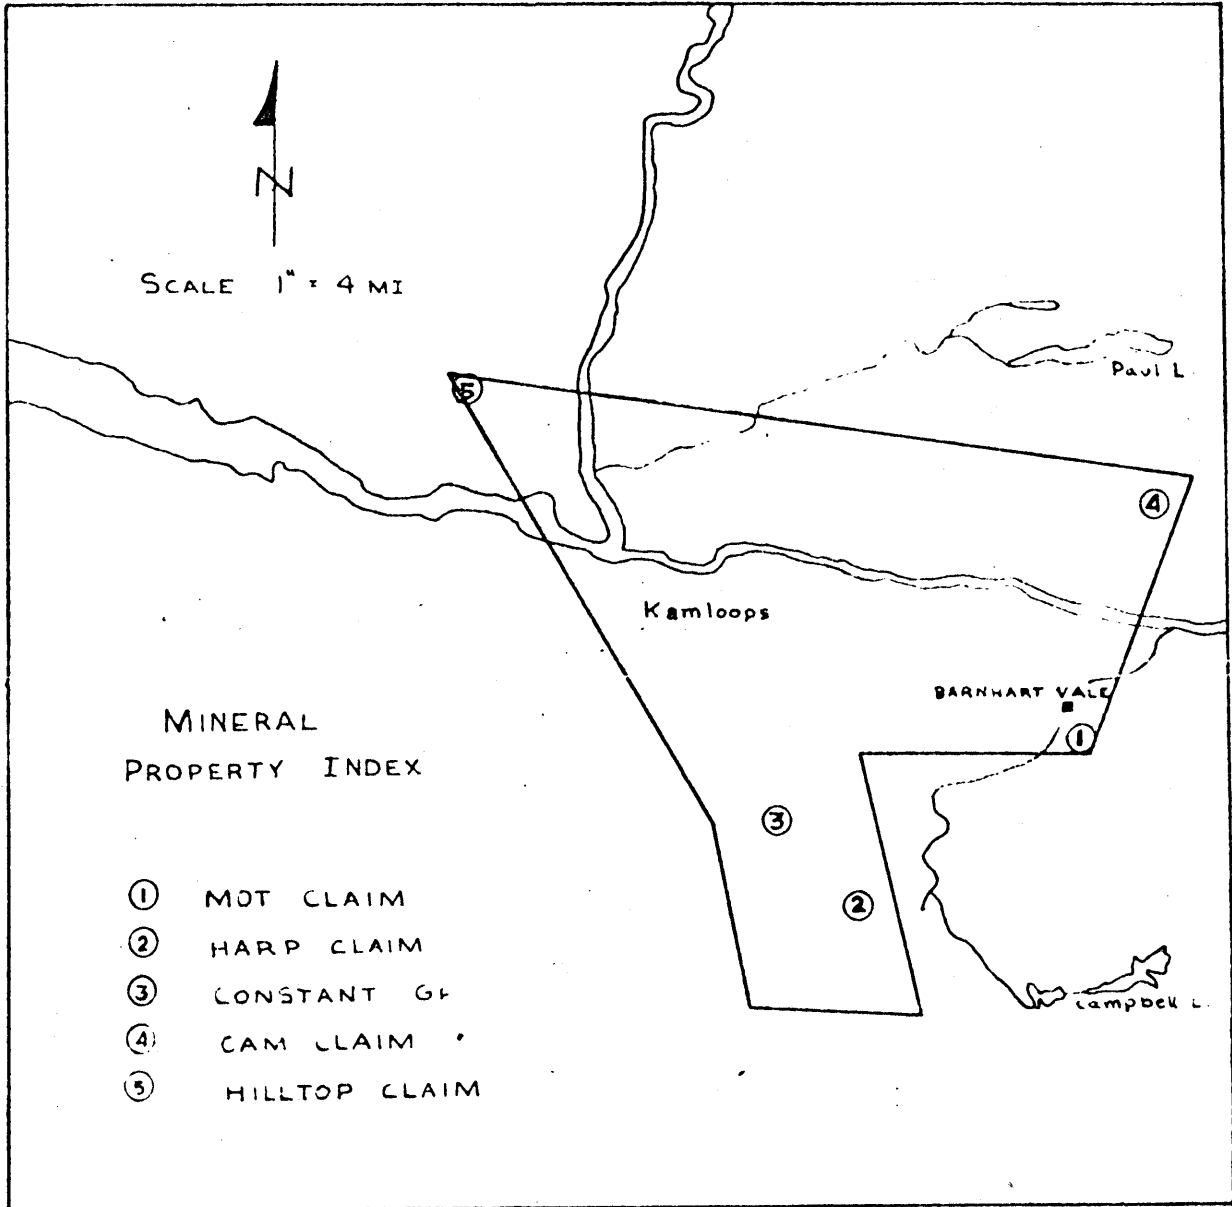 N
SCALE 1" = 4 MI
Paul L
5
4
Kamloops
BARNHART VALE
1
3
2
Campbell L.
MINERAL
PROPERTY INDEX
1 MOT CLAIM
2 HARP CLAIM
3 CONSTANT
4 CAM CLAIM
5 HILLTOP CLAIM